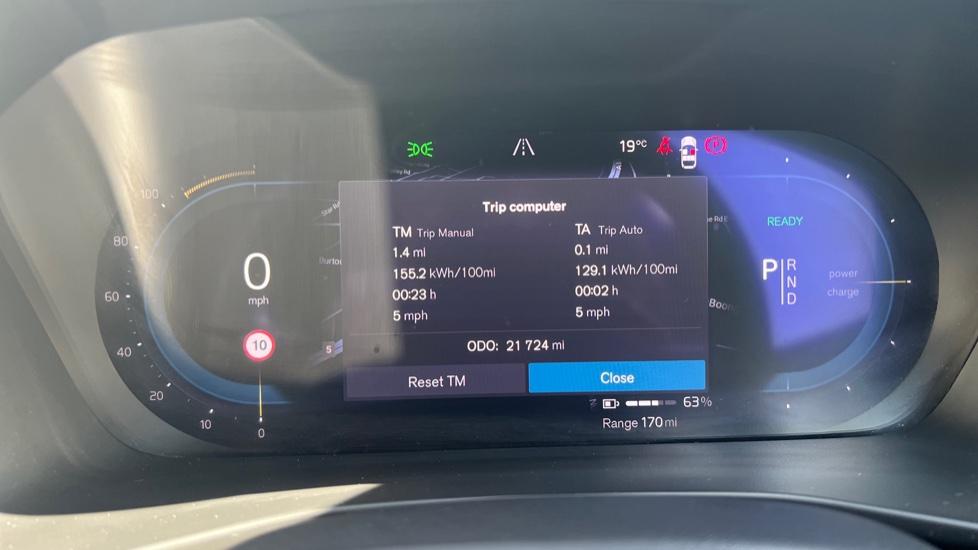 19°C
100
80
60
40
20
10
0
0
mph
10
5
Trip computer
TM Trip Manual
1.4 mi
155.2 kWh/100mi
00:23 h
5 mph
TA Trip Auto
0.1 mi
129.1 kWh/100mi
00:02 h
5 mph
ODO: 21 724 mi
Reset TM
Close
READY
P
R
N
D
power
charge
63%
Range 170 mi